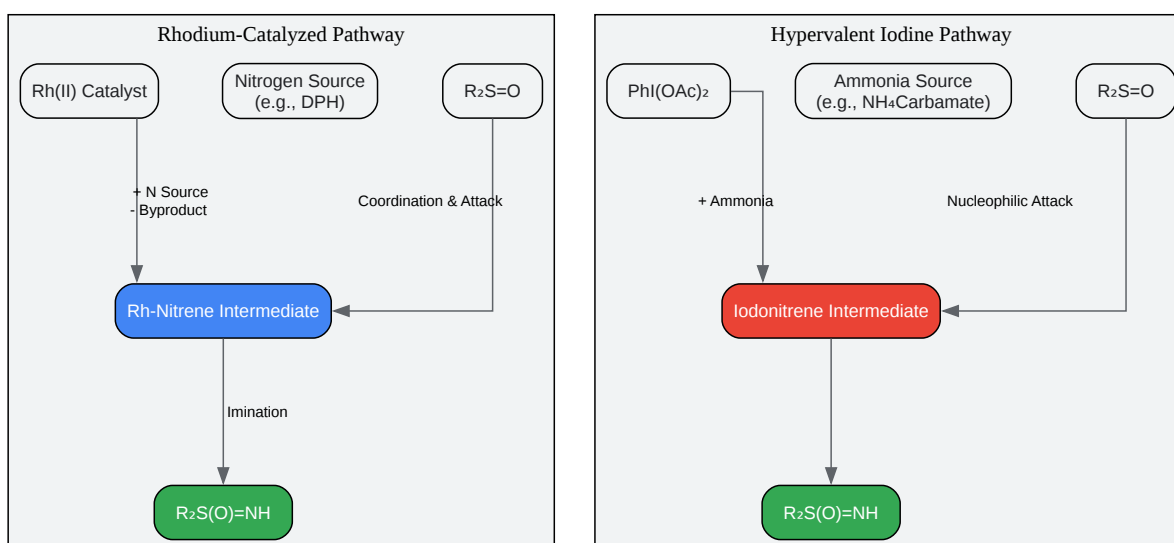 Rhodium-Catalyzed Pathway
Rh(II) Catalyst
Nitrogen Source
(e.g., DPH)
R₂S=O
+ N Source
- Byproduct
Coordination & Attack
Rh-Nitrene Intermediate
Imination
R₂S(O)=NH
Hypervalent Iodine Pathway
PhI(OAc)₂
Ammonia Source
(e.g., NH₄Carbamate)
R₂S=O
+ Ammonia
Nucleophilic Attack
Iodonitrene Intermediate
R₂S(O)=NH